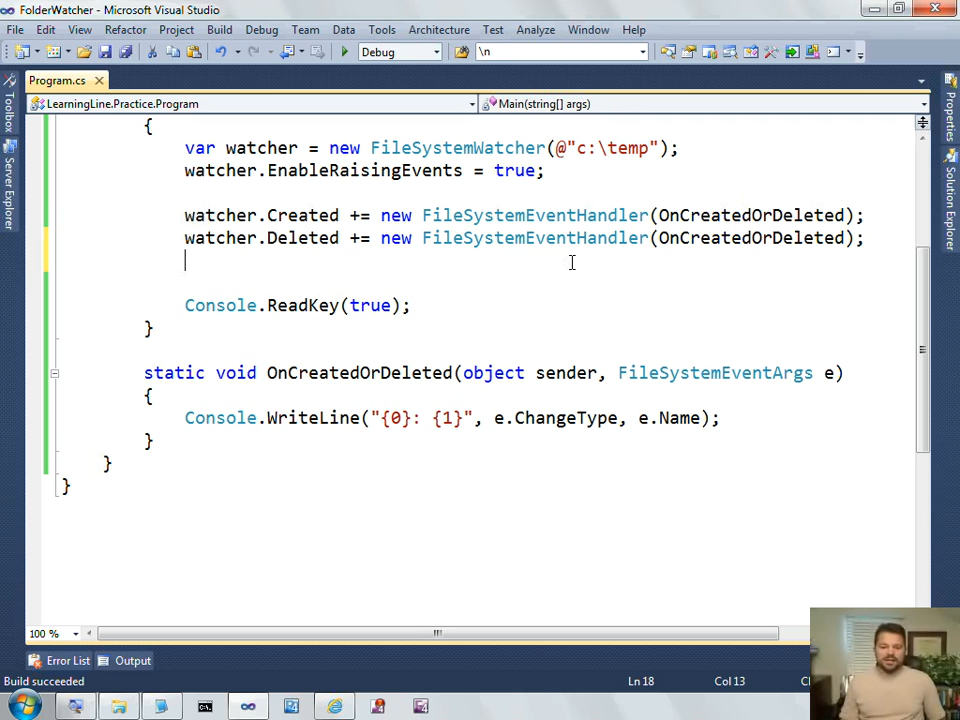 FolderWatcher - Microsoft Visual Studio
File Edit View Refactor Project Build Debug Team Data Tools Architecture Test Analyze Window Help
Debug \n
Program.cs
LearningLine.Practice.Program Main(string[] args)
Toolbox
Server Explorer
Properties
Solution Explorer
{
var watcher = new FileSystemWatcher(@"c:\temp");
watcher.EnableRaisingEvents = true;
watcher.Created += new FileSystemEventHandler(OnCreatedOrDeleted);
watcher.Deleted += new FileSystemEventHandler(OnCreatedOrDeleted);
Console.ReadKey(true);
}
static void OnCreatedOrDeleted(object sender, FileSystemEventArgs e)
{
Console.WriteLine("{0}: {1}", e.ChangeType, e.Name);
}
}
}
100 %
Error List Output
Build succeeded Ln 18 Col 13